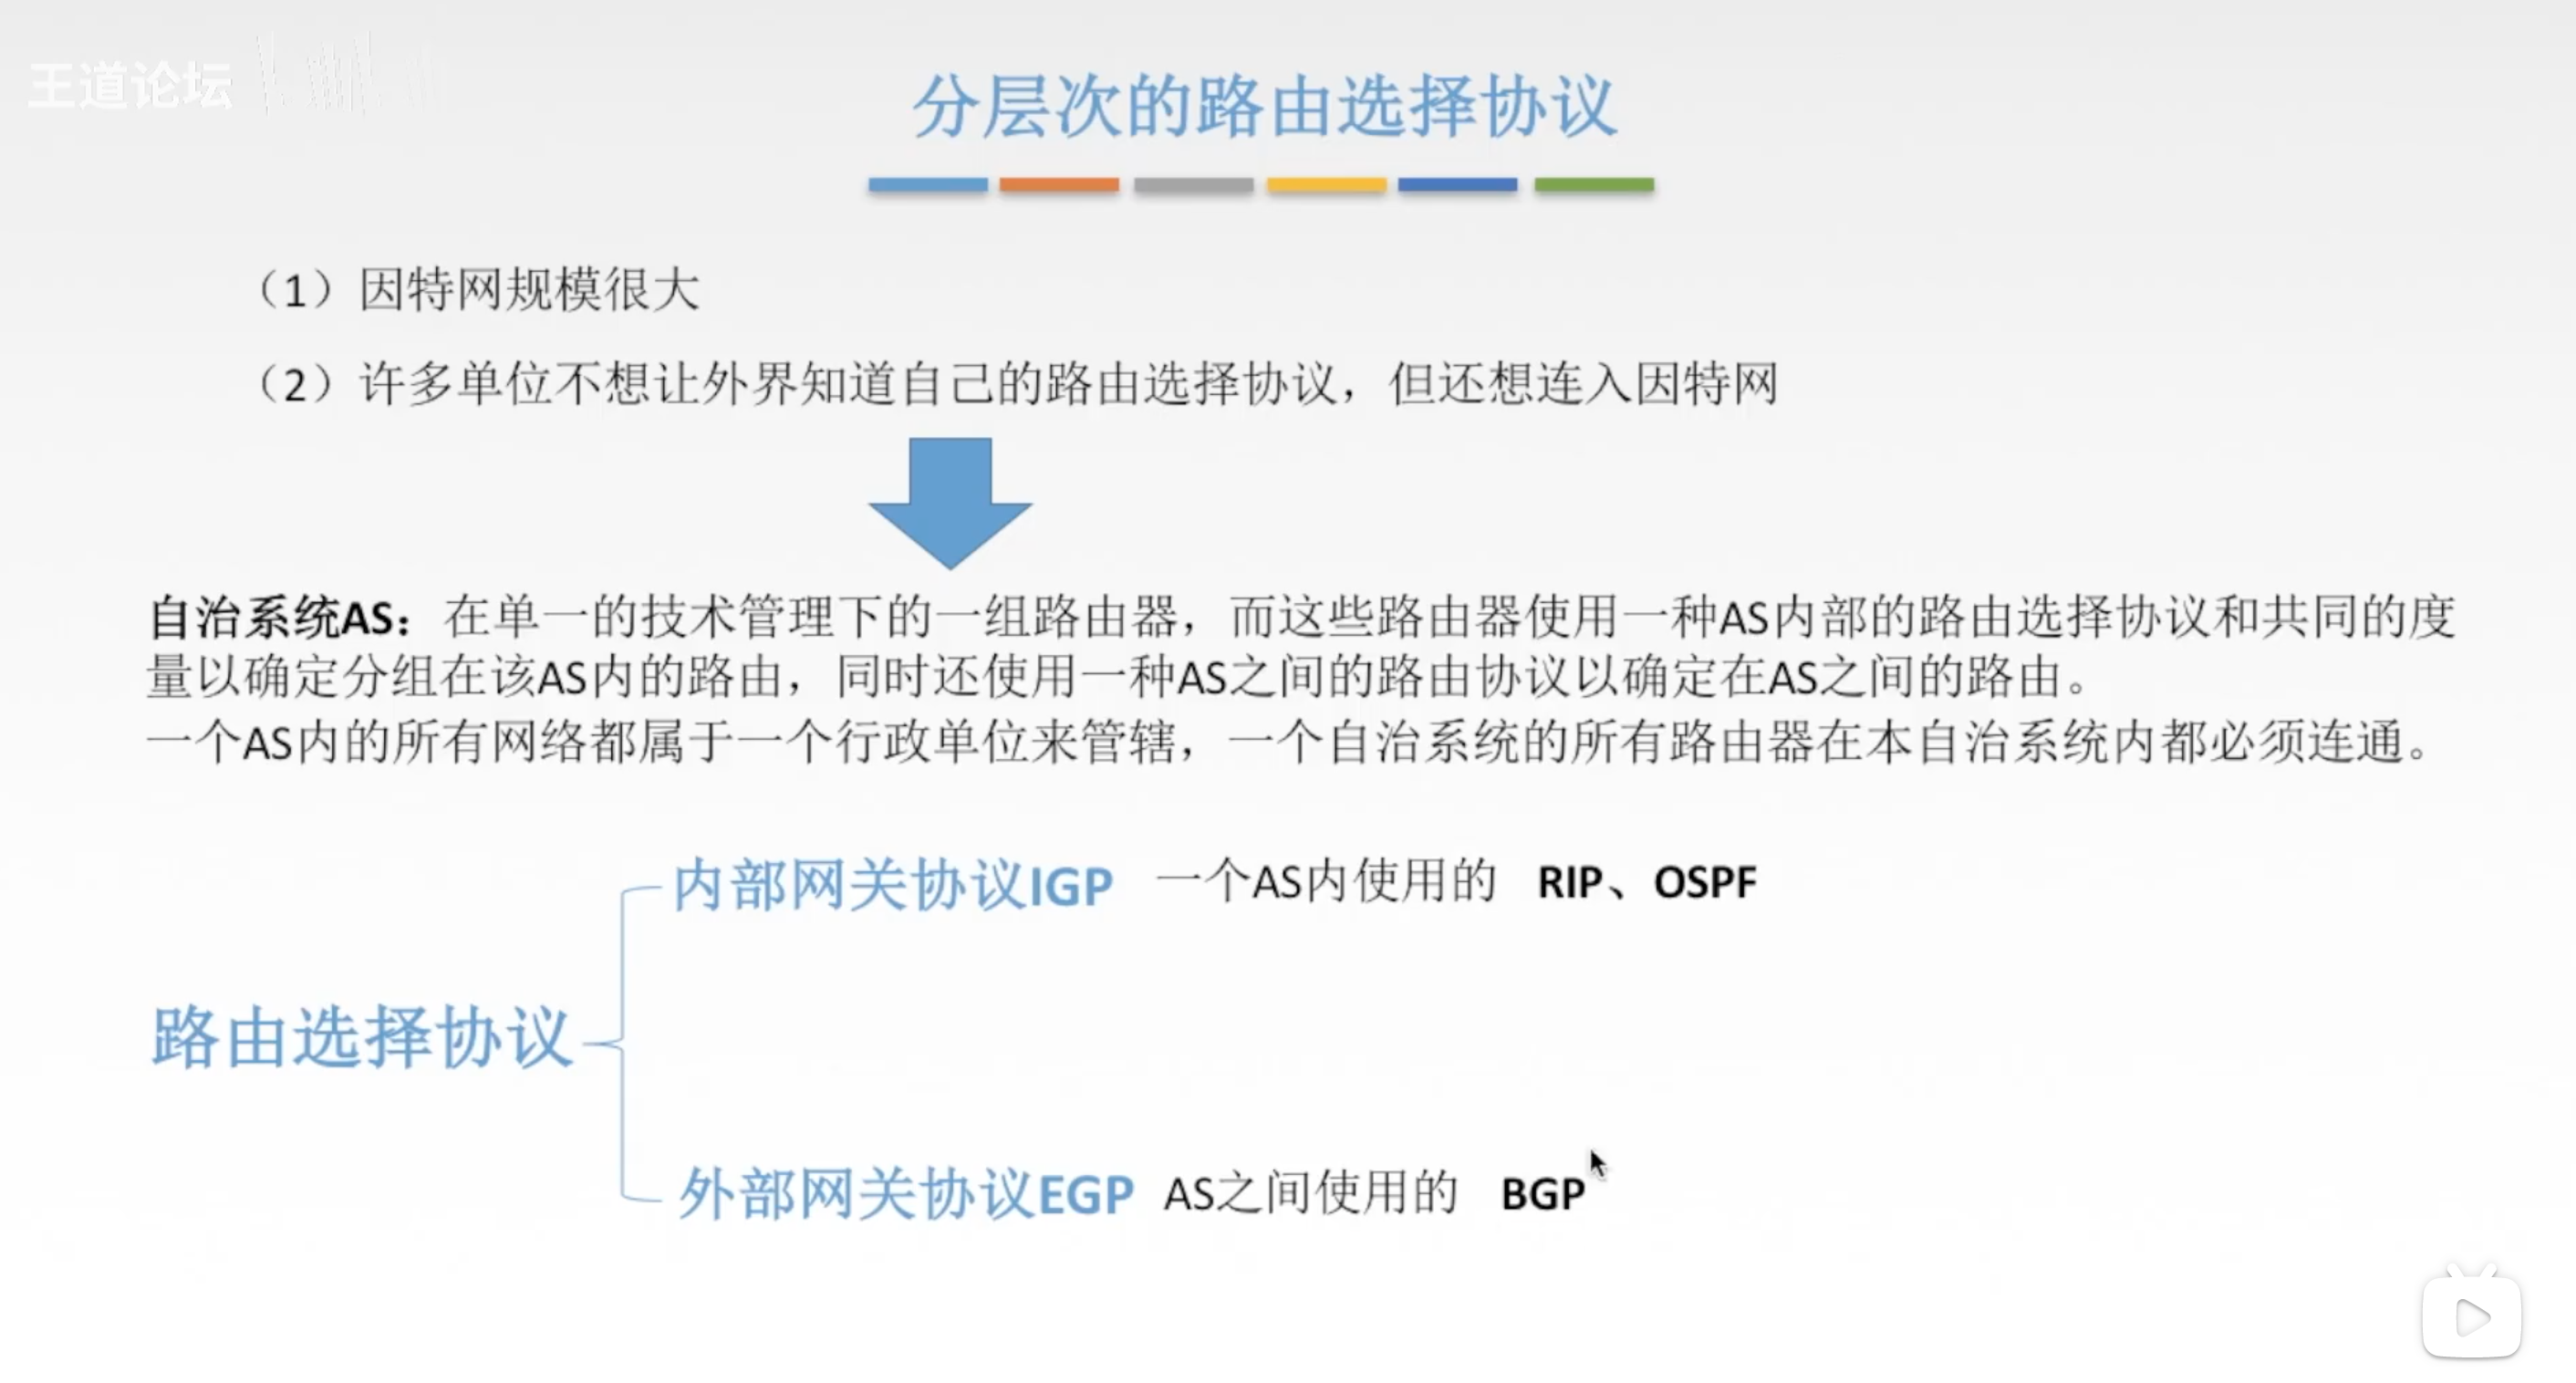 王道论坛
分层次的路由选择协议
（1）因特网规模很大
（2）许多单位不想让外界知道自己的路由选择协议，但还想连入因特网
自治系统AS：在单一的技术管理下的一组路由器，而这些路由器使用一种AS内部的路由选择协议和共同的度
量以确定分组在该AS内的路由，同时还使用一种AS之间的路由协议以确定在AS之间的路由。
一个AS内的所有网络都属于一个行政单位来管辖，一个自治系统的所有路由器在本自治系统内都必须连通。
内部网关协议IGP 一个AS内使用的 RIP、OSPF
路由选择协议
外部网关协议EGP AS之间使用的 BGP